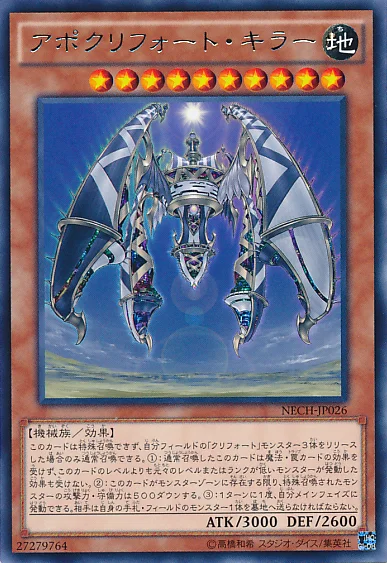 アポクリフォート・キラー
地
NECH-JP026
【機械族/効果】
このカードは特殊召喚できず、自分フィールドの「クリフォート」モンスター3体をリリース
した場合のみ通常召喚できる。①:通常召喚したこのカードは魔法・罠カードの効果を
受けず、このカードのレベルよりも元々のレベルまたはランクが低いモンスターが発動した
効果も受けない。②:このカードがモンスターゾーンに存在する限り、特殊召喚されたモン
スターの攻撃力・守備力は500ダウンする。③:1ターンに1度、自分メインフェイズに
発動できる。相手は自身の手札・フィールドのモンスター1体を墓地へ送らなければならない。
ATK/3000 DEF/2600
27279764
©高橋和希 スタジオ・ダイス/集英社